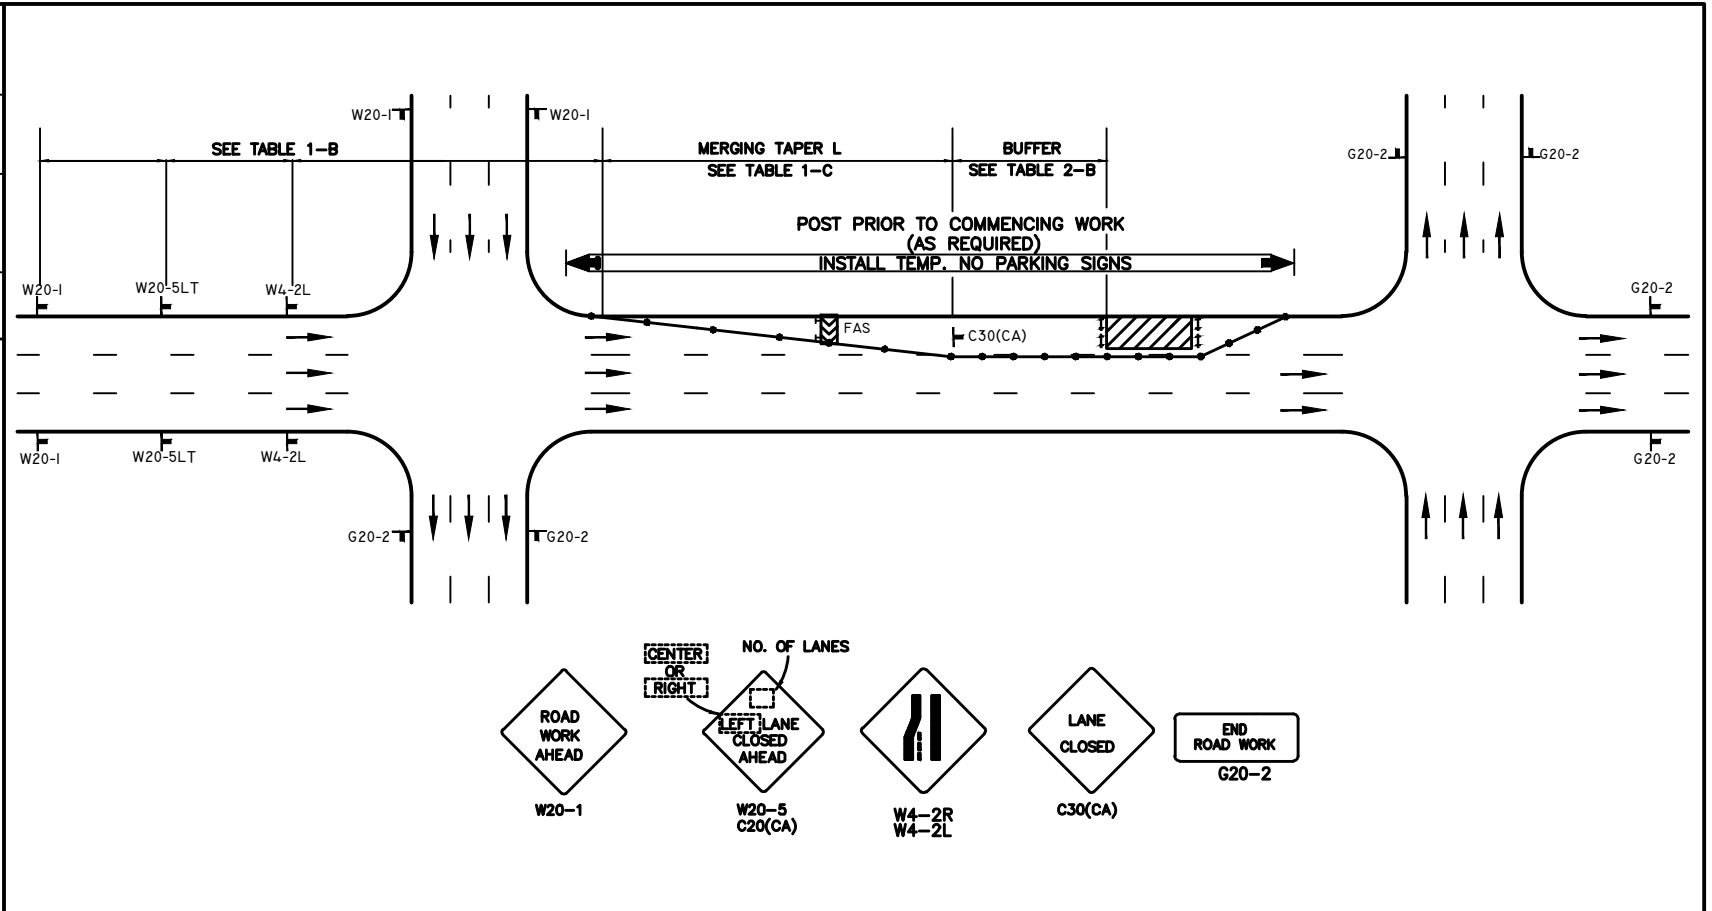 W20-1
W20-1
SEE TABLE 1-B
MERGING TAPER L
SEE TABLE 1-C
BUFFER
SEE TABLE 2-B
G20-2
G20-2
POST PRIOR TO COMMENCING WORK
(AS REQUIRED)
INSTALL TEMP. NO PARKING SIGNS
W20-1
W20-5LT
W4-2L
G20-2
FAS
C30(CA)
W20-1
W20-5LT
W4-2L
G20-2
G20-2
G20-2
CENTER
OR
RIGHT
NO. OF LANES
ROAD
WORK
AHEAD
W20-1
LEFT LANE
CLOSED
AHEAD
W20-5
C20(CA)
W4-2R
W4-2L
LANE
CLOSED
C30(CA)
END
ROAD WORK
G20-2